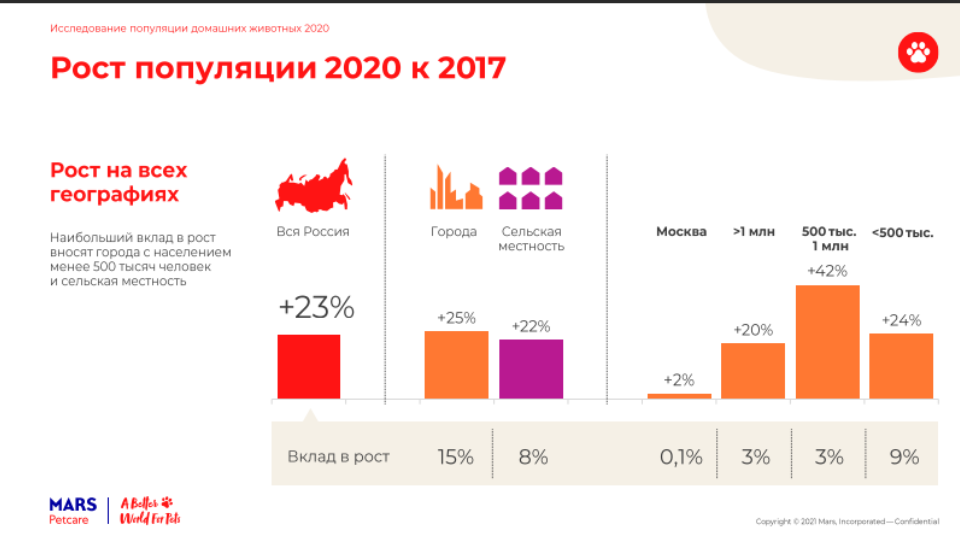 Исследование популяции домашних животных 2020
Рост популяции 2020 к 2017
Рост на всех
географиях
Наибольший вклад в рост
вносят города с населением
менее 500 тысяч человек
и сельская местность
Вся Россия
Города
Сельская
местность
Москва
>1 млн
500 тыс.
1 млн
<500 тыс.
+23%
+25%
+22%
+2%
+20%
+42%
+24%
Вклад в рост
15%
8%
0,1%
3%
3%
9%
MARS
Petcare
A Better
World For Pets
Copyright © 2021 Mars, Incorporated — Confidential